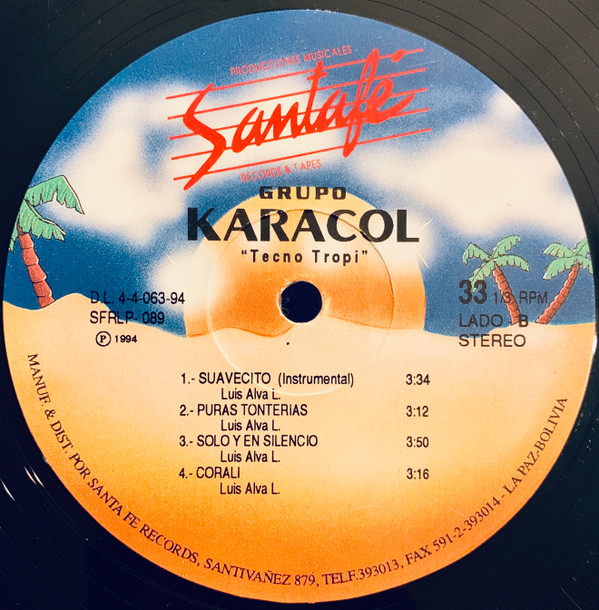 PRODUCCIONES MUSICALES
Santafé
RECORDS & TAPES
GRUPO
KARACOL
"Tecno Tropi"
D.L. 4-4-063-94
SFRLP- 089
Ⓟ 1994
33 1/3 RPM
LADO B
STEREO
1.- SUAVECITO (Instrumental) 3:34
Luis Alva L.
2.- PURAS TONTERIAS 3:12
Luis Alva L.
3.- SOLO Y EN SILENCIO 3:50
Luis Alva L.
4.- CORALI 3:16
Luis Alva L.
MANUF. & DIST. POR SANTA FE RECORDS, SANTIVAÑEZ 879, TELF.393013, FAX 591-2-393014 - LA PAZ-BOLIVIA